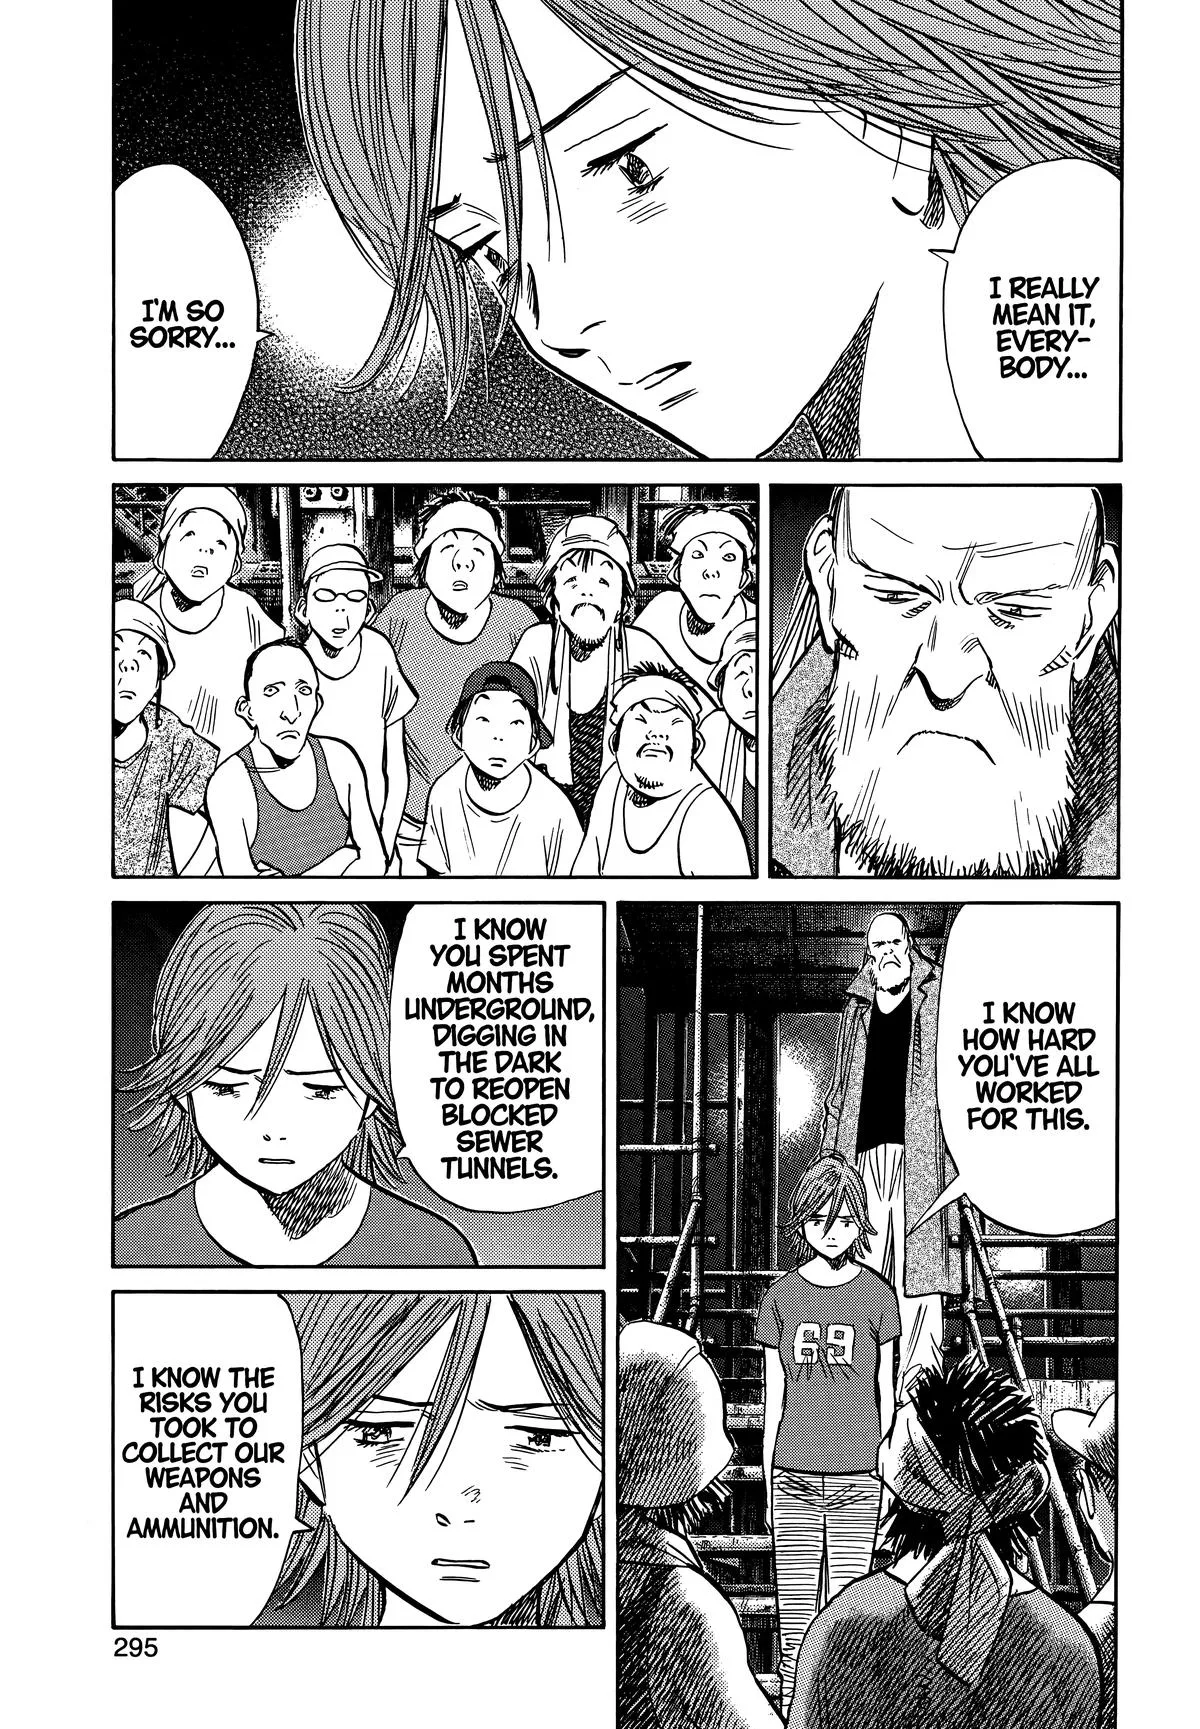 I REALLY
MEAN IT,
EVERY-
BODY...
I'M SO
SORRY...
I KNOW
HOW HARD
YOU'VE ALL
WORKED
FOR THIS.
69
I KNOW
YOU SPENT
MONTHS
UNDERGROUND,
DIGGING IN
THE DARK
TO REOPEN
BLOCKED
SEWER
TUNNELS.
I KNOW THE
RISKS YOU
TOOK TO
COLLECT OUR
WEAPONS
AND
AMMUNITION.
295